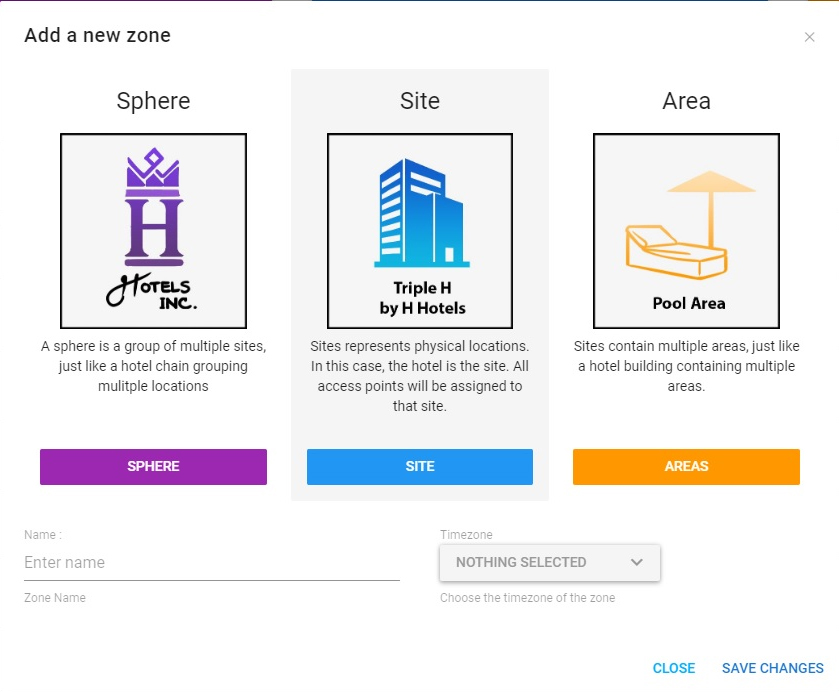 Add a new zone
×
Sphere
H
HOTELS
INC.
A sphere is a group of multiple sites,
just like a hotel chain grouping
mulitple locations
SPHERE
Site
Triple H
by H Hotels
Sites represents physical locations.
In this case, the hotel is the site. All
access points will be assigned to
that site.
SITE
Area
Pool Area
Sites contain multiple areas, just like
a hotel building containing multiple
areas.
AREAS
Name :
Enter name
Zone Name
Timezone
NOTHING SELECTED
Choose the timezone of the zone
CLOSE
SAVE CHANGES